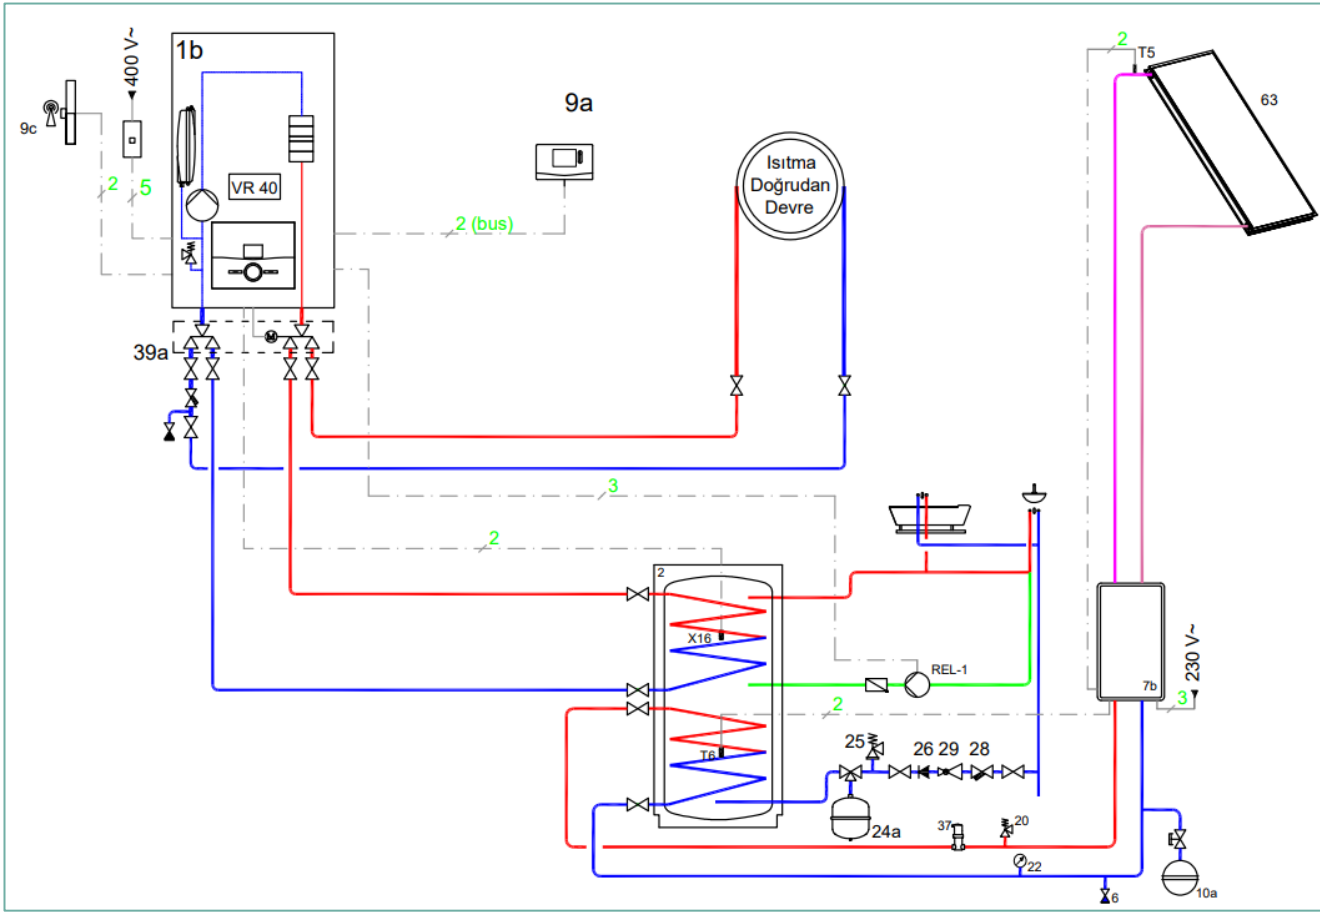 1b
400 V~
9c
2
5
VR 40
9a
2 (bus)
Isıtma
Doğrudan
Devre
2
T5
63
39a
3
2
2
X16
REL-1
2
T6
7b
230 V~
3
25
26
29
28
24a
37
20
22
6
10a